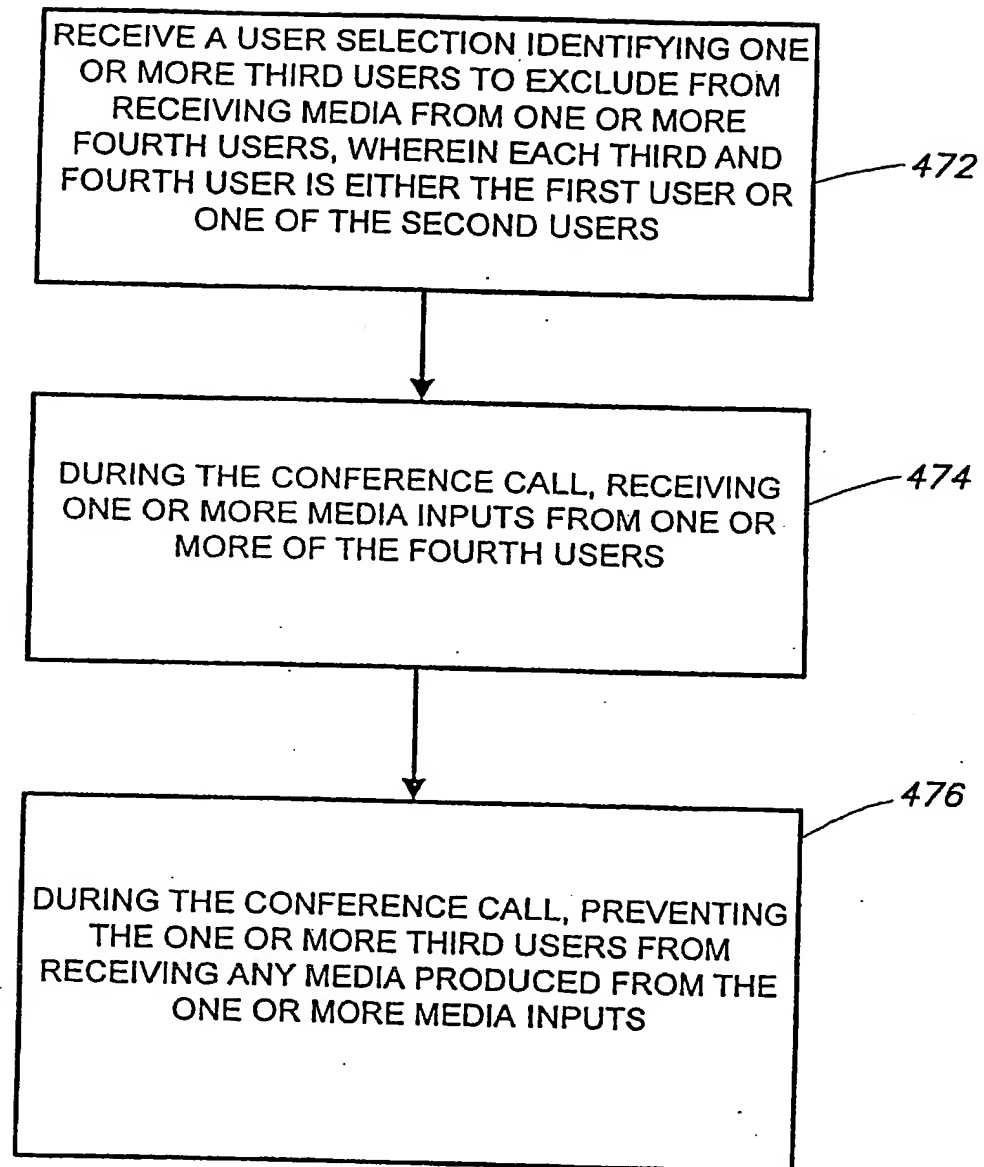 RECEIVE A USER SELECTION IDENTIFYING ONE
OR MORE THIRD USERS TO EXCLUDE FROM
RECEIVING MEDIA FROM ONE OR MORE
FOURTH USERS, WHEREIN EACH THIRD AND
FOURTH USER IS EITHER THE FIRST USER OR
ONE OF THE SECOND USERS
472
DURING THE CONFERENCE CALL, RECEIVING
ONE OR MORE MEDIA INPUTS FROM ONE OR
MORE OF THE FOURTH USERS
474
DURING THE CONFERENCE CALL, PREVENTING
THE ONE OR MORE THIRD USERS FROM
RECEIVING ANY MEDIA PRODUCED FROM THE
ONE OR MORE MEDIA INPUTS
476